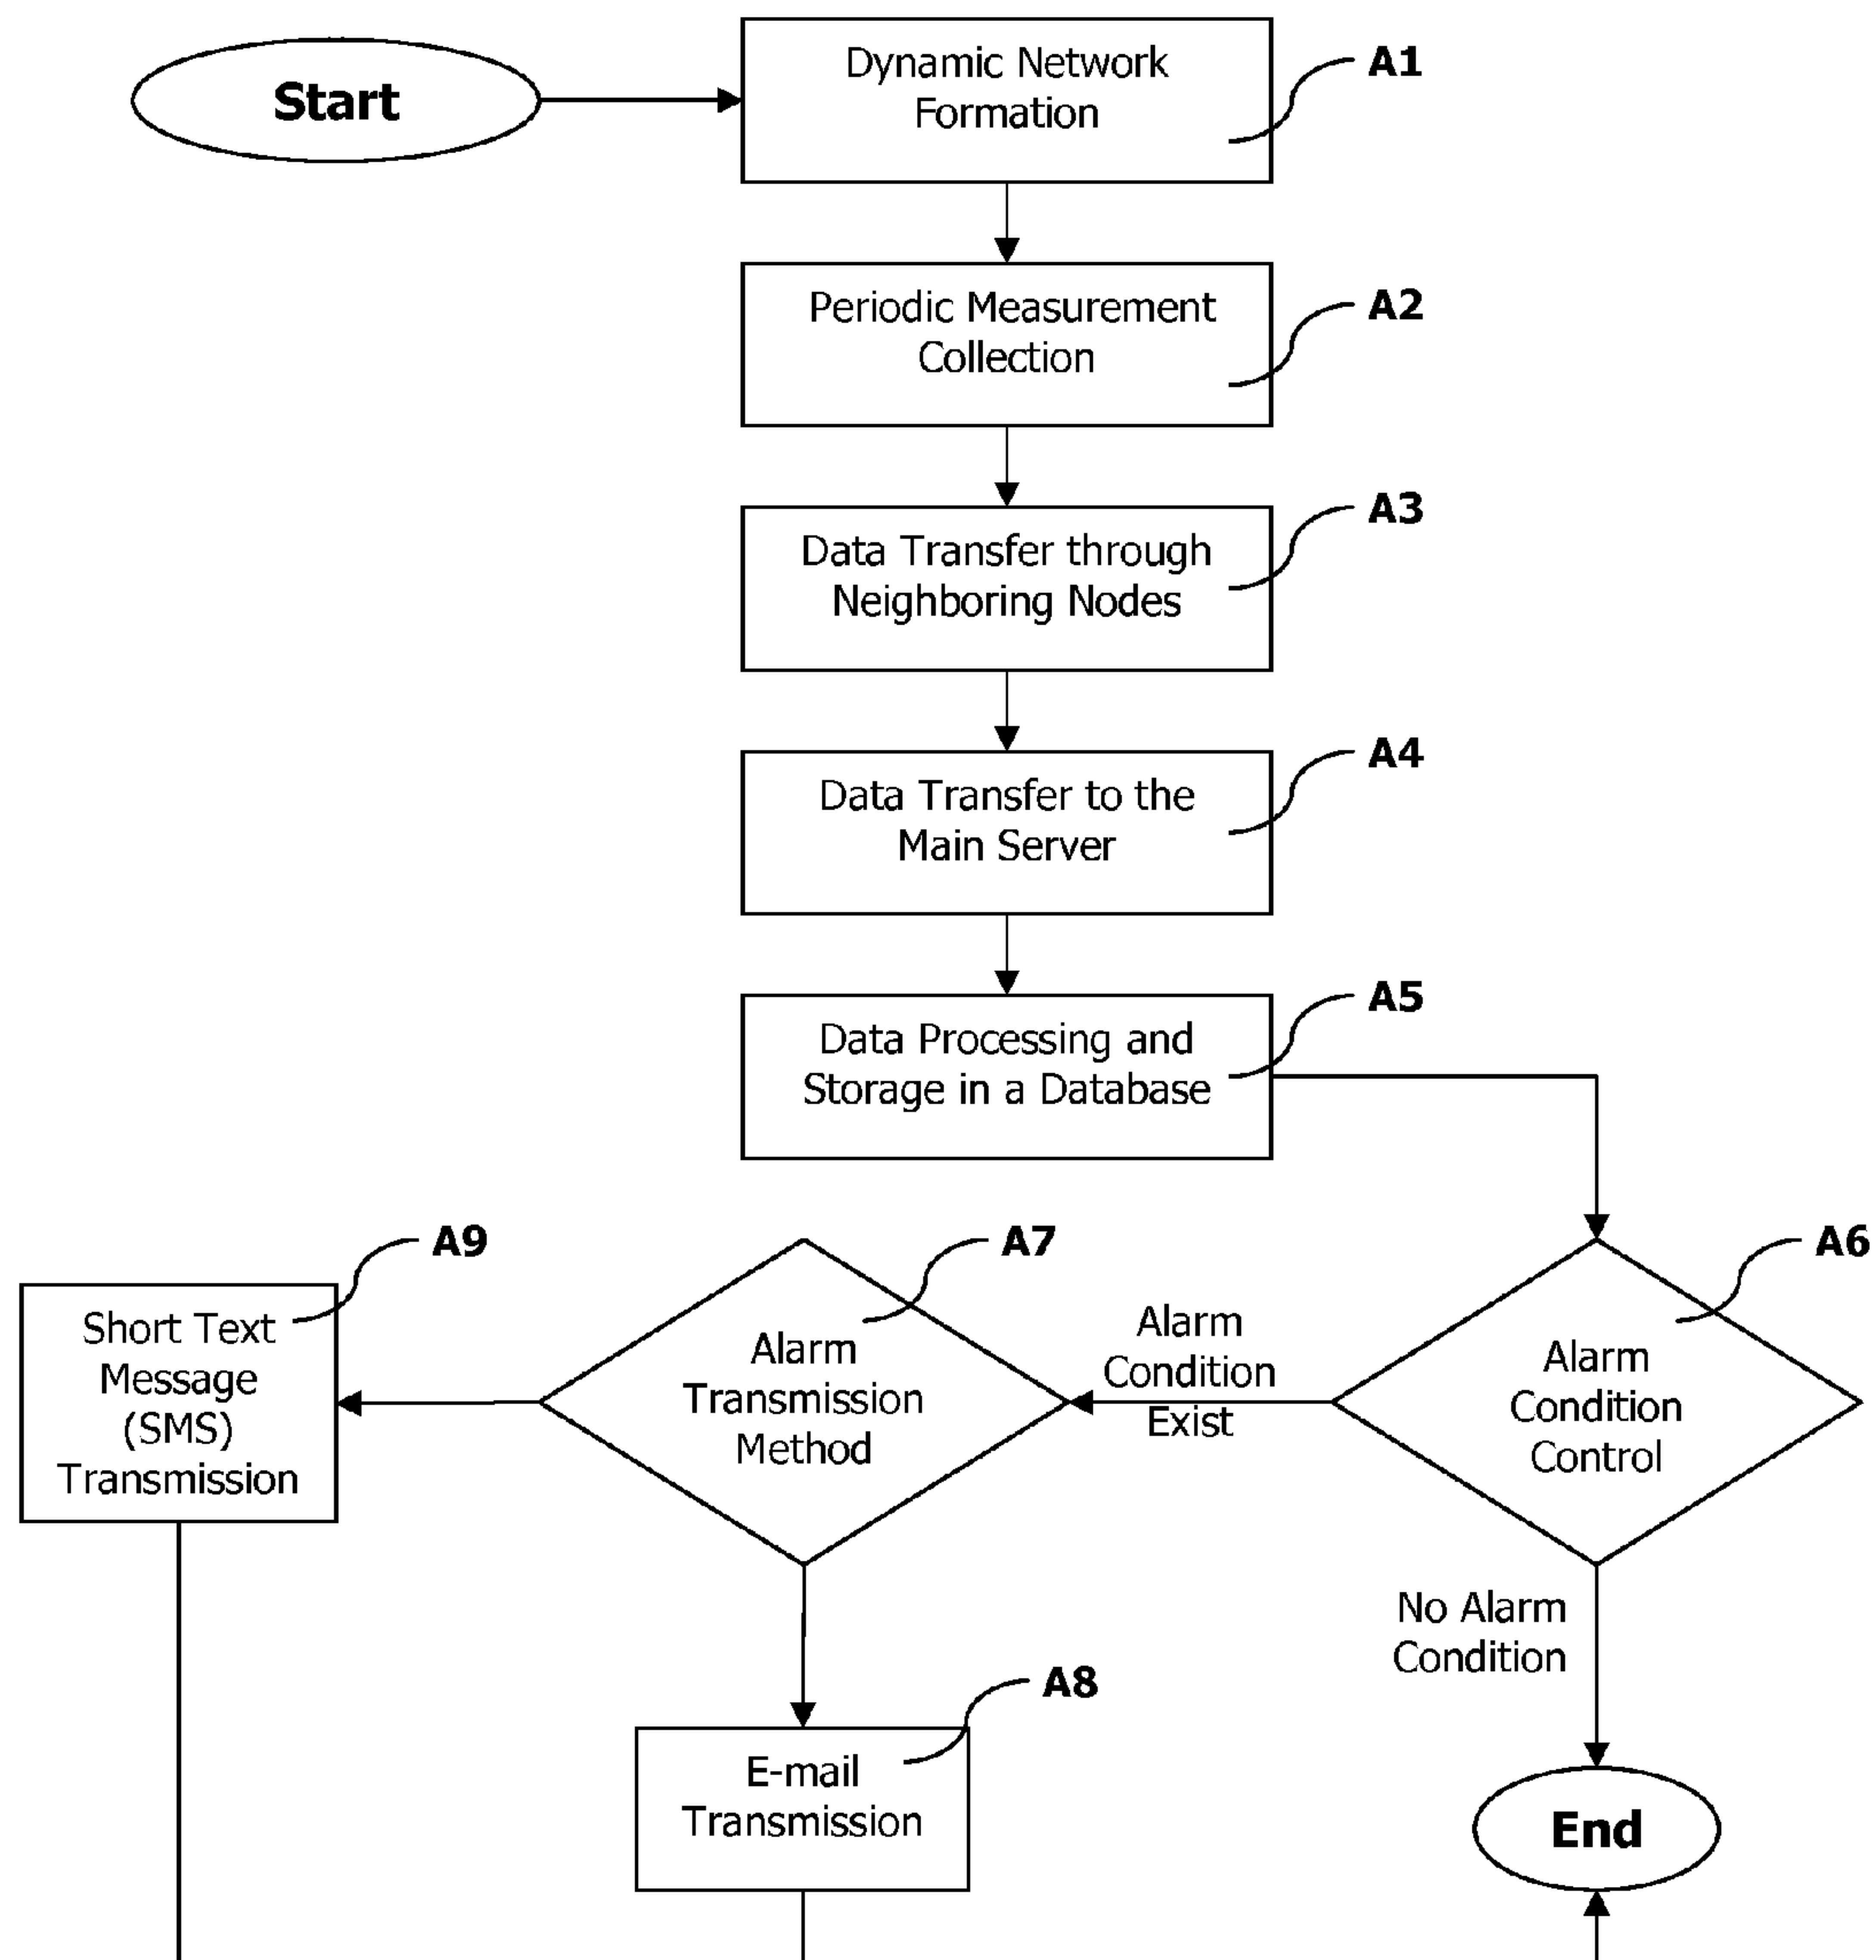 Start
Dynamic Network
Formation
A1
Periodic Measurement
Collection
A2
Data Transfer through
Neighboring Nodes
A3
Data Transfer to the
Main Server
A4
Data Processing and
Storage in a Database
A5
A9
Short Text
Message
(SMS)
Transmission
A7
Alarm
Transmission
Method
Alarm
Condition
Exist
A6
Alarm
Condition
Control
No Alarm
Condition
A8
E-mail
Transmission
End